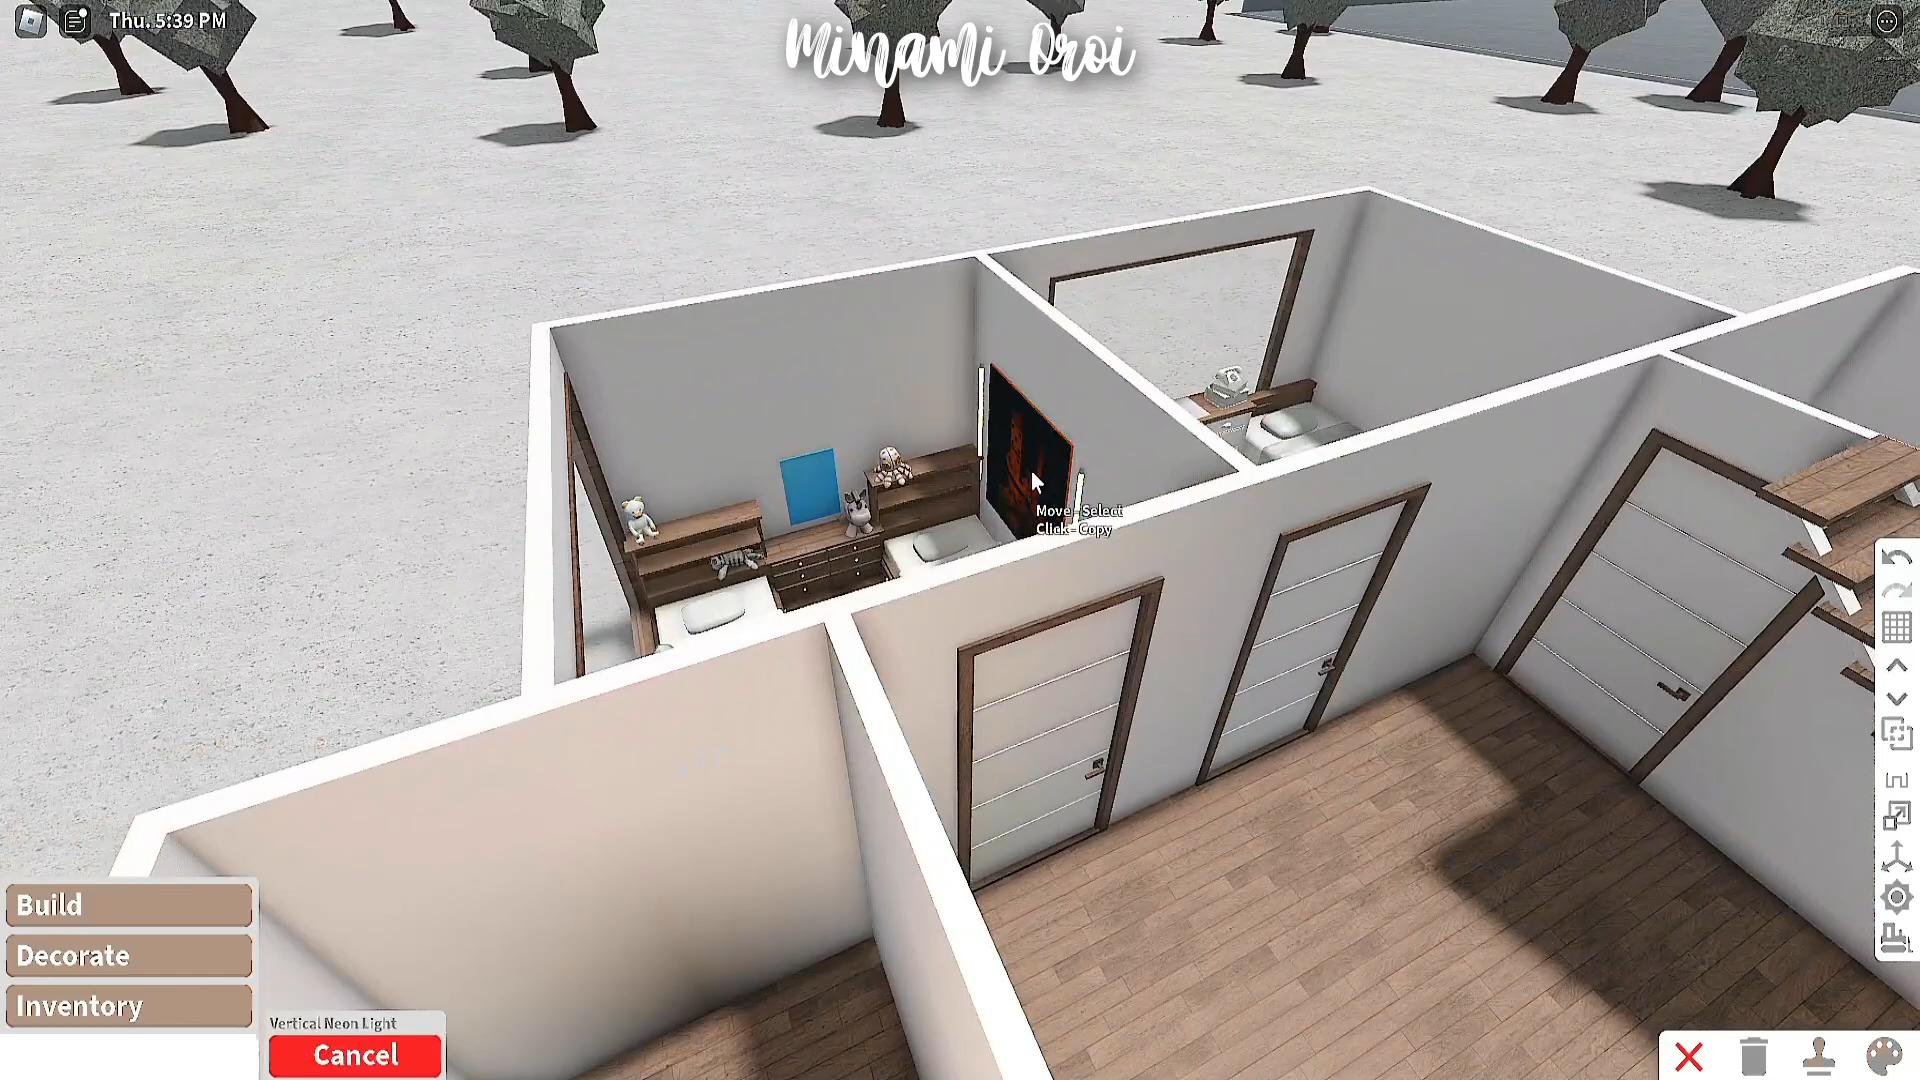 Thu. 5:39 PM
Minami Oroi
Move - Select
Click - Copy
Build
Decorate
Inventory
Vertical Neon Light
Cancel